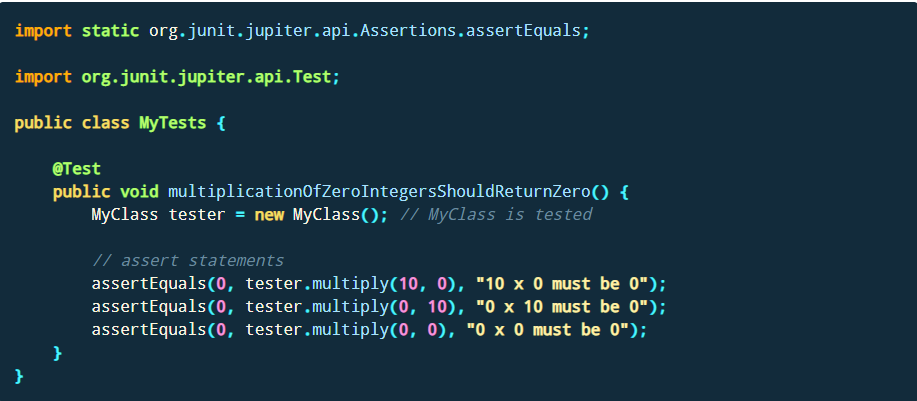 import static org.junit.jupiter.api.Assertions.assertEquals;
import org.junit.jupiter.api.Test;
public class MyTests {
@Test
public void multiplicationOfZeroIntegersShouldReturnZero() {
MyClass tester = new MyClass(); // MyClass is tested
// assert statements
assertEquals(0, tester.multiply(10, 0), "10 x 0 must be 0");
assertEquals(0, tester.multiply(0, 10), "0 x 10 must be 0");
assertEquals(0, tester.multiply(0, 0), "0 x 0 must be 0");
}
}